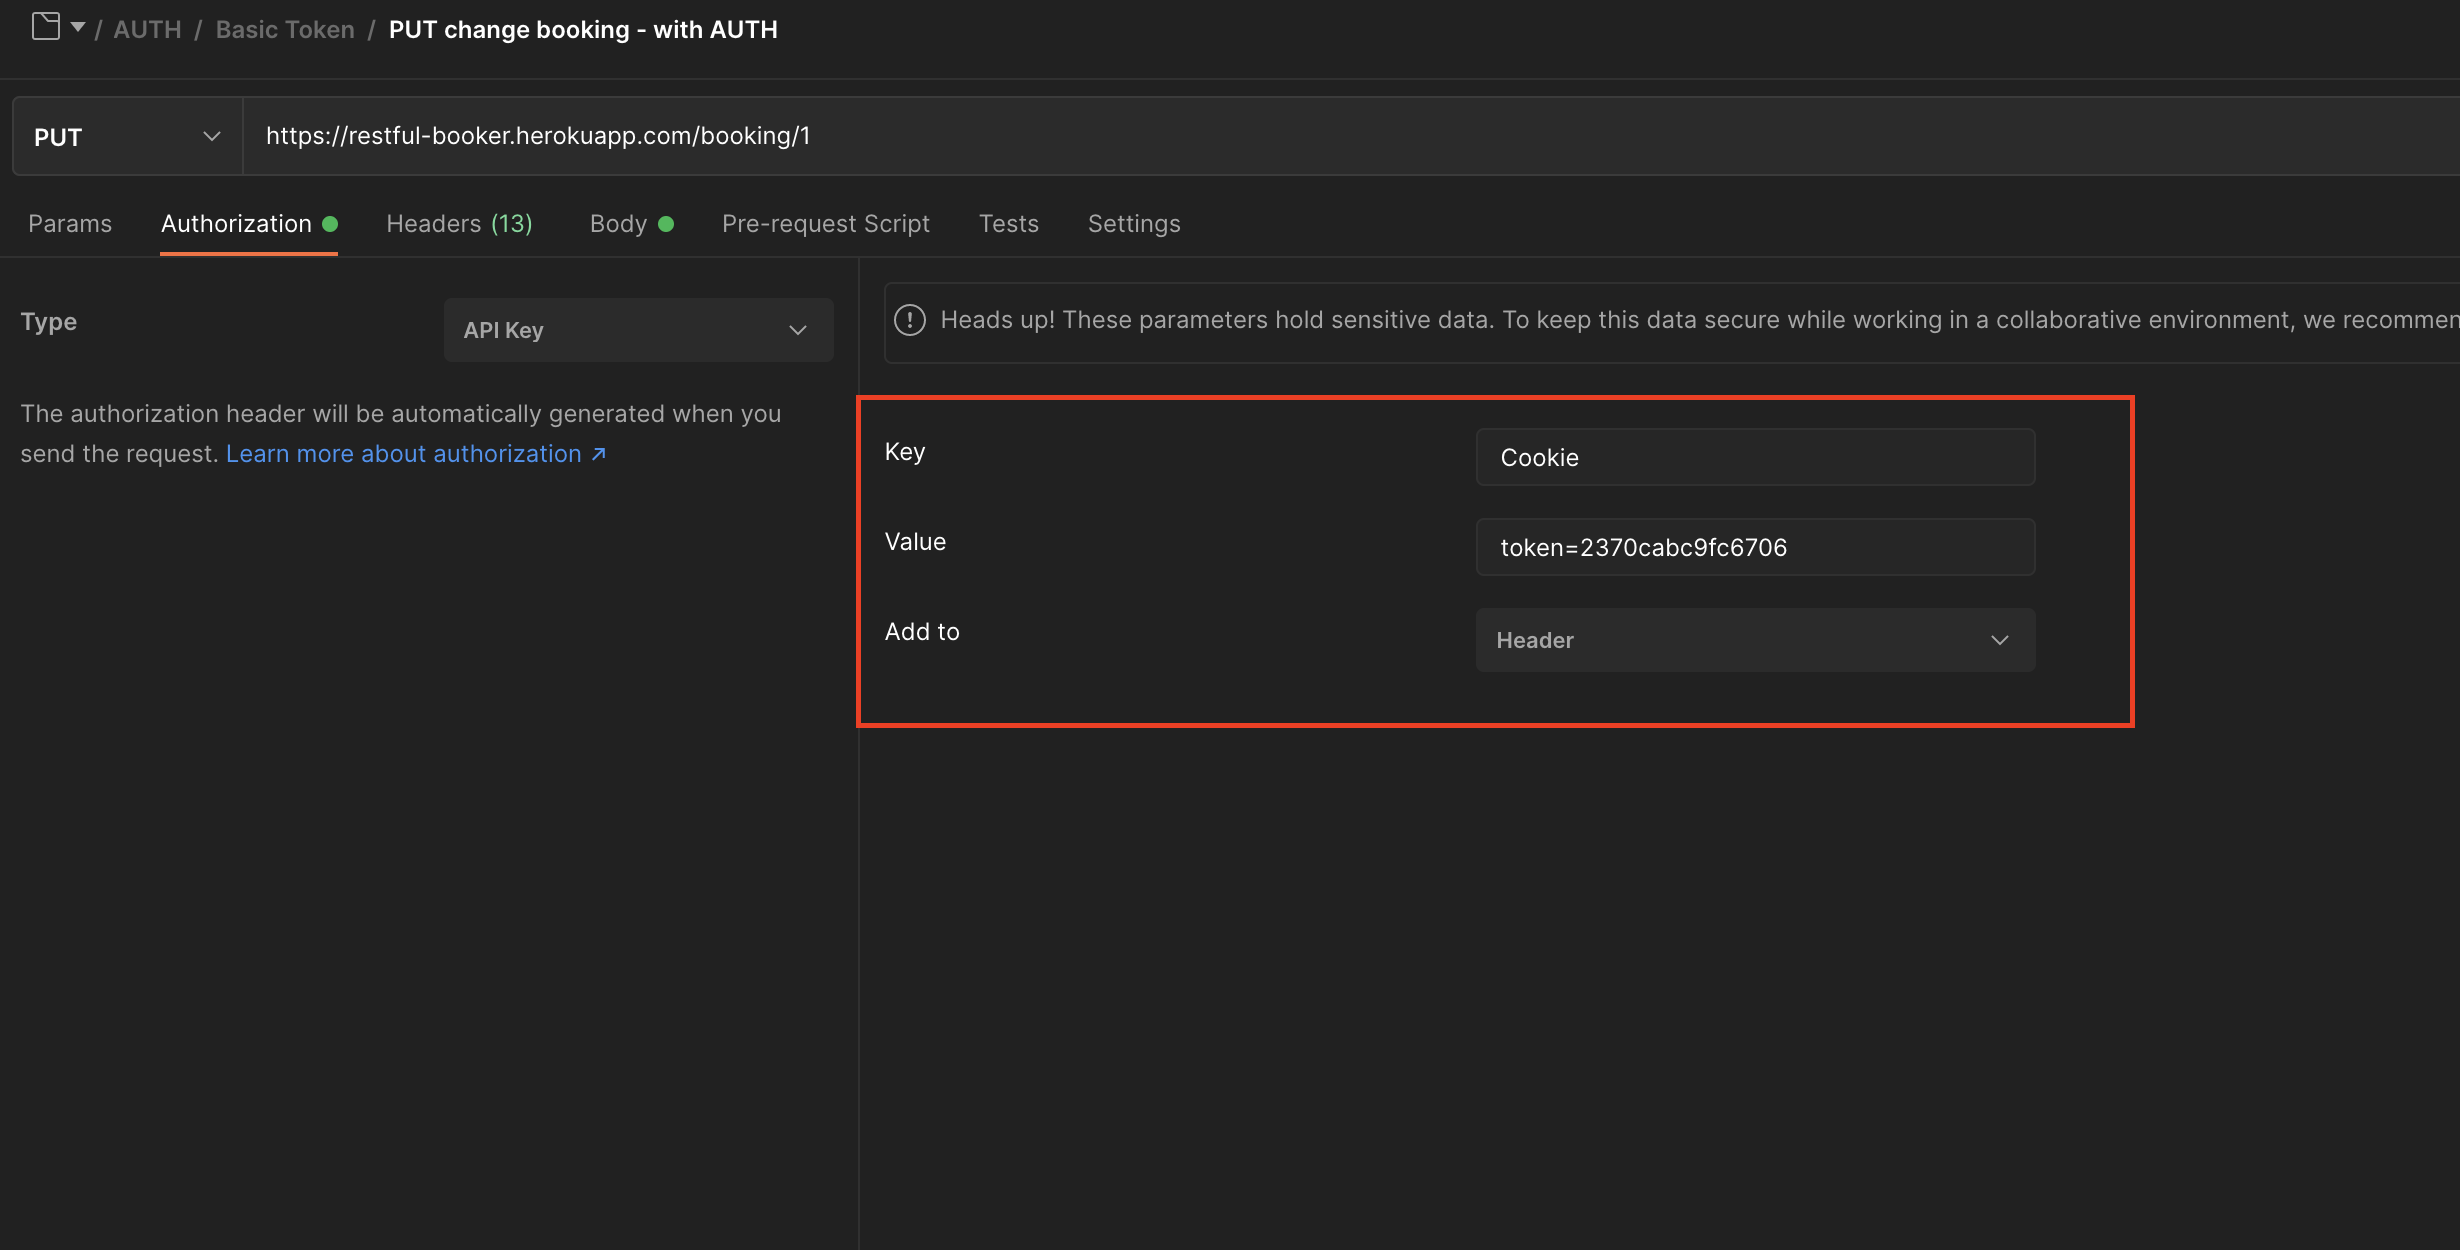 / AUTH / Basic Token / PUT change booking - with AUTH
PUT https://restful-booker.herokuapp.com/booking/1
Params Authorization Headers (13) Body Pre-request Script Tests Settings
Type API Key
The authorization header will be automatically generated when you
send the request. Learn more about authorization ↗
Heads up! These parameters hold sensitive data. To keep this data secure while working in a collaborative environment, we recommen
Key Cookie
Value token=2370cabc9fc6706
Add to Header